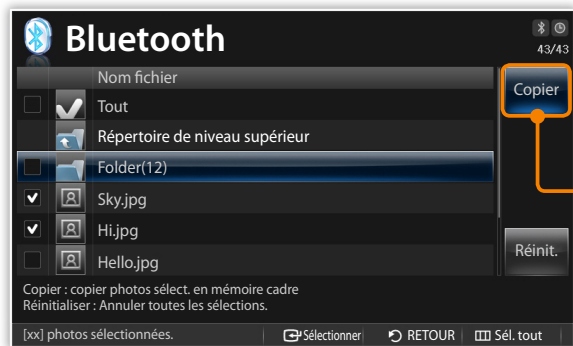 Bluetooth
43/43
Nom fichier
Copier
Tout
Répertoire de niveau supérieur
Folder(12)
Sky.jpg
Hi.jpg
Réinit.
Hello.jpg
Copier : copier photos sélect. en mémoire cadre
Réinitialiser : Annuler toutes les sélections.
[xx] photos sélectionnées. Sélectionner RETOUR Sél. tout